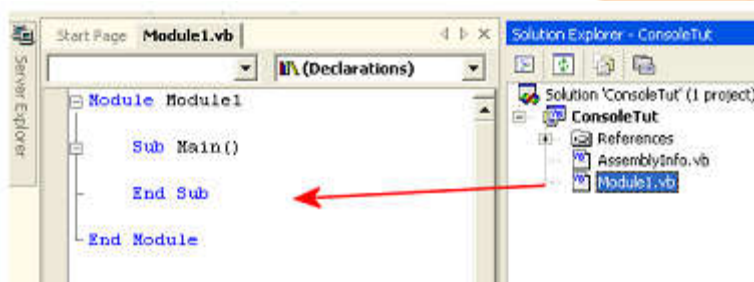 Server Explorer
Start Page Module1.vb
(Declarations)
Module Module1
Sub Main()
End Sub
End Module
Solution Explorer - ConsoleTut
Solution 'ConsoleTut' (1 project)
ConsoleTut
References
AssemblyInfo.vb
Module1.vb